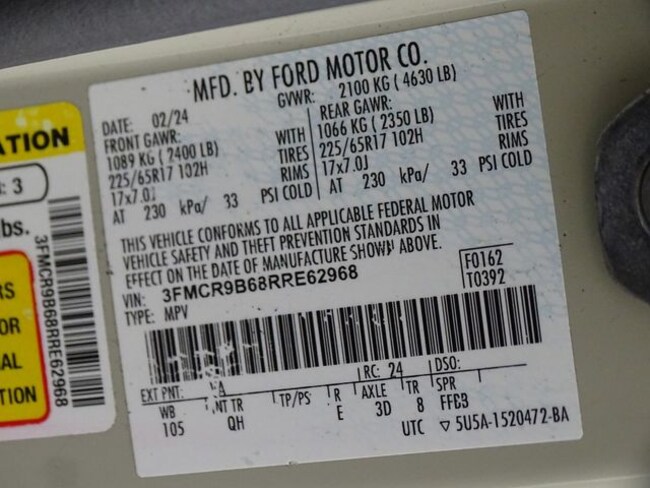 MFD. BY FORD MOTOR CO.
DATE: 02/24 GVWR: 2100 KG ( 4630 LB)
FRONT GAWR: REAR GAWR:
1089 KG ( 2400 LB) WITH 1066 KG ( 2350 LB) WITH
225/65R17 102H TIRES 225/65R17 102H TIRES
17x7.0J RIMS 17x7.0J RIMS
AT 230 kPa/ 33 PSI COLD AT 230 kPa/ 33 PSI COLD
THIS VEHICLE CONFORMS TO ALL APPLICABLE FEDERAL MOTOR
VEHICLE SAFETY AND THEFT PREVENTION STANDARDS IN
EFFECT ON THE DATE OF MANUFACTURE SHOWN ABOVE.
VIN: 3FMCR9B68RRE62968 F0162
TYPE: MPV T0392
EXT PNT: RC: 24 DSO:
WB INT TR TP/PS R AXLE TR SPR
105 QH E 3D 8 FFCB
UTC ▽ 5U5A-1520472-BA
ATION
: 3
bs.
3FMCR9B68RRE62968
RS
OR
AL
TION